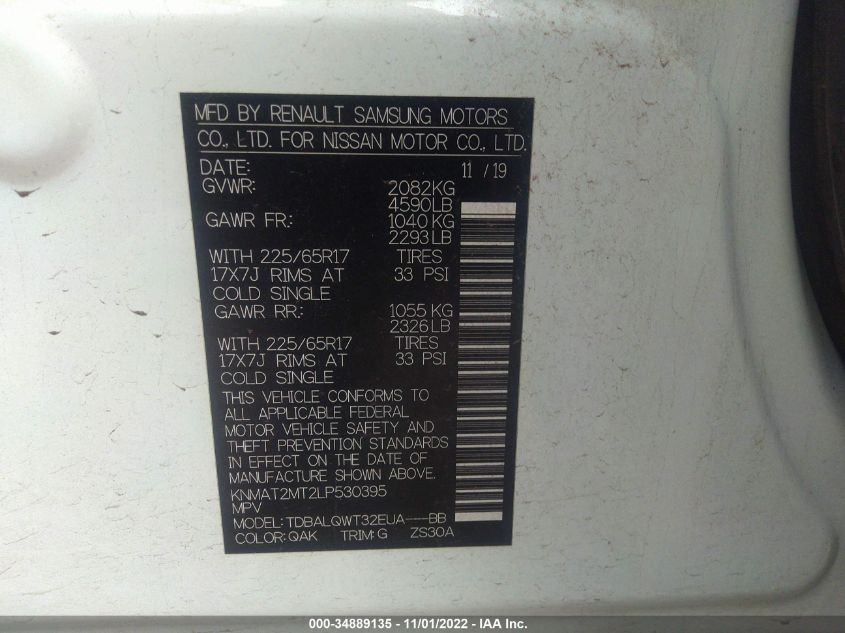 MFD BY RENAULT SAMSUNG MOTORS
CO., LTD. FOR NISSAN MOTOR CO., LTD.
DATE: 11 / 19
GVWR: 2082KG
4590LB
GAWR FR.: 1040 KG
2293LB
WITH 225/65R17 TIRES
17X7J RIMS AT 33 PSI
COLD SINGLE
GAWR RR.: 1055 KG
2326LB
WITH 225/65R17 TIRES
17X7J RIMS AT 33 PSI
COLD SINGLE
THIS VEHICLE CONFORMS TO
ALL APPLICABLE FEDERAL
MOTOR VEHICLE SAFETY AND
THEFT PREVENTION STANDARDS
IN EFFECT ON THE DATE OF
MANUFACTURE SHOWN ABOVE.
KNMAT2MT2LP530395
MPV
MODEL: TDBALQWT32EUA---BB
COLOR: QAK TRIM: G ZS30A
000-34889135 - 11/01/2022 - IAA Inc.